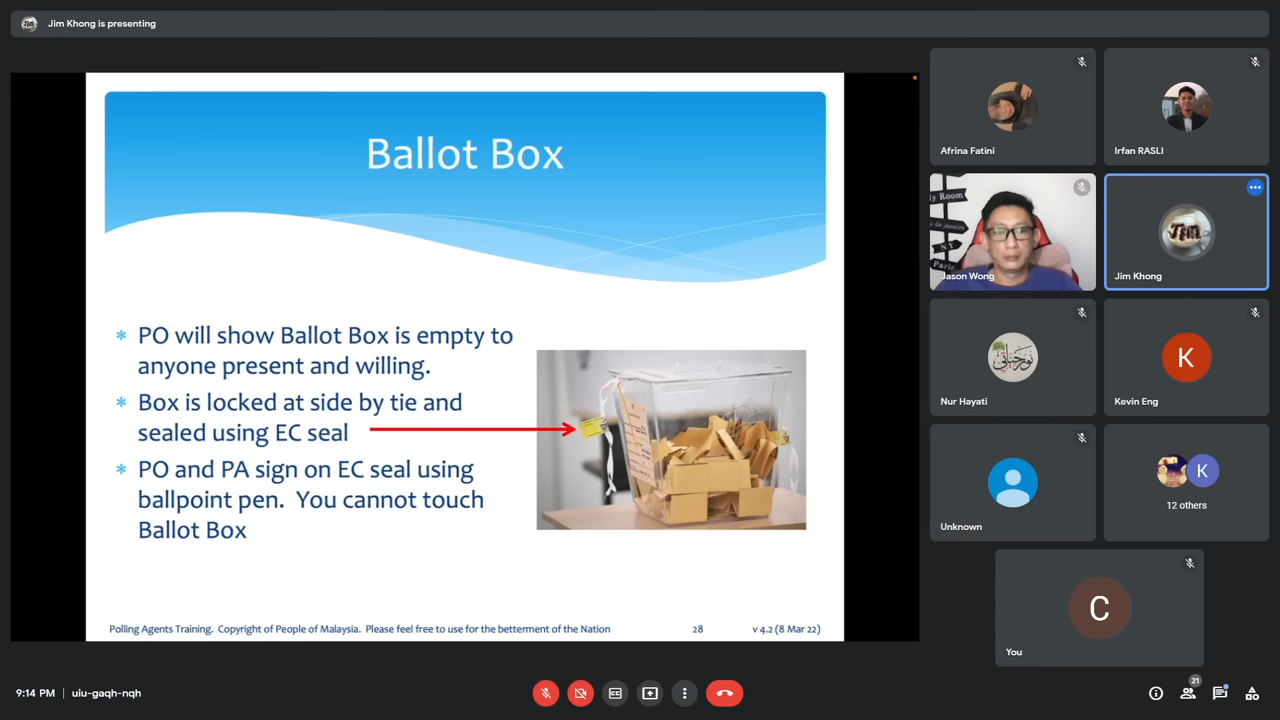 Jim Khong is presenting
Ballot Box
PO will show Ballot Box is empty to
anyone present and willing.
Box is locked at side by tie and
sealed using EC seal
PO and PA sign on EC seal using
ballpoint pen. You cannot touch
Ballot Box
Polling Agents Training. Copyright of People of Malaysia. Please feel free to use for the betterment of the Nation
28
v 4.2 (8 Mar 22)
Afrina Fatini
Irfan RASLI
Jason Wong
Jim
Jim Khong
Nur Hayati
K
Kevin Eng
Unknown
K
12 others
C
You
9:14 PM
uiu-gaqh-nqh
21